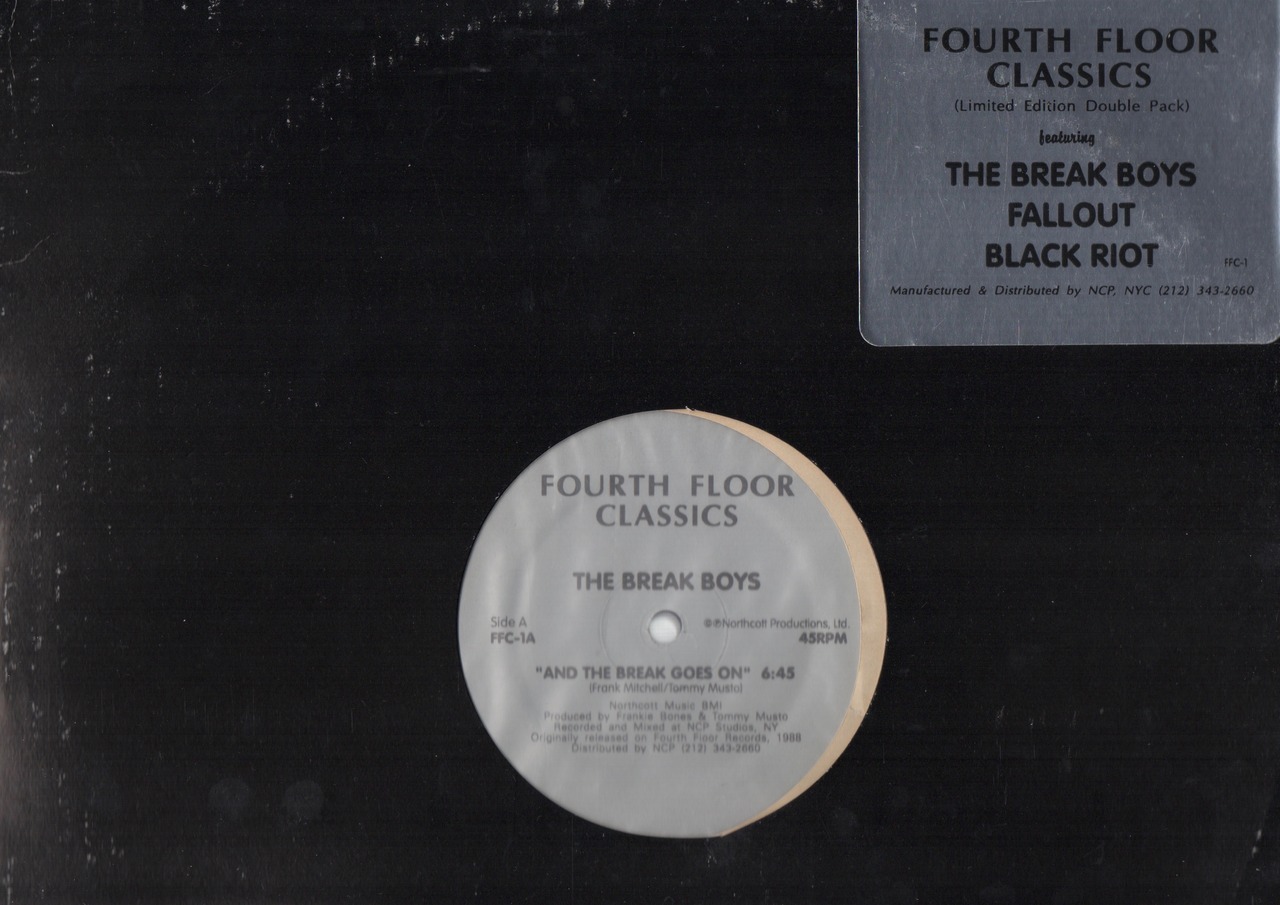 FOURTH FLOOR
CLASSICS
(Limited Edition Double Pack)
featuring
THE BREAK BOYS
FALLOUT
BLACK RIOT
FFC-1
Manufactured & Distributed by NCP, NYC (212) 343-2660
FOURTH FLOOR
CLASSICS
THE BREAK BOYS
Side A ©℗Northcott Productions, Ltd.
FFC-1A 45RPM
"AND THE BREAK GOES ON" 6:45
(Frank Mitchell/Tommy Musto)
Northcott Music BMI
Produced by Frankie Bones & Tommy Musto
Recorded and Mixed at NCP Studios, NY
Originally released on Fourth Floor Records, 1988
Distributed by NCP (212) 343-2660